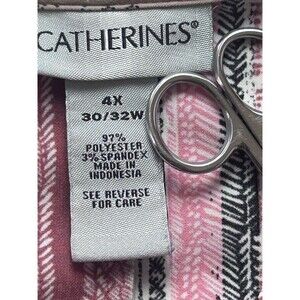 CATHERINES®
4X
30/32W
97%
POLYESTER
3% SPANDEX
MADE IN
INDONESIA
SEE REVERSE
FOR CARE